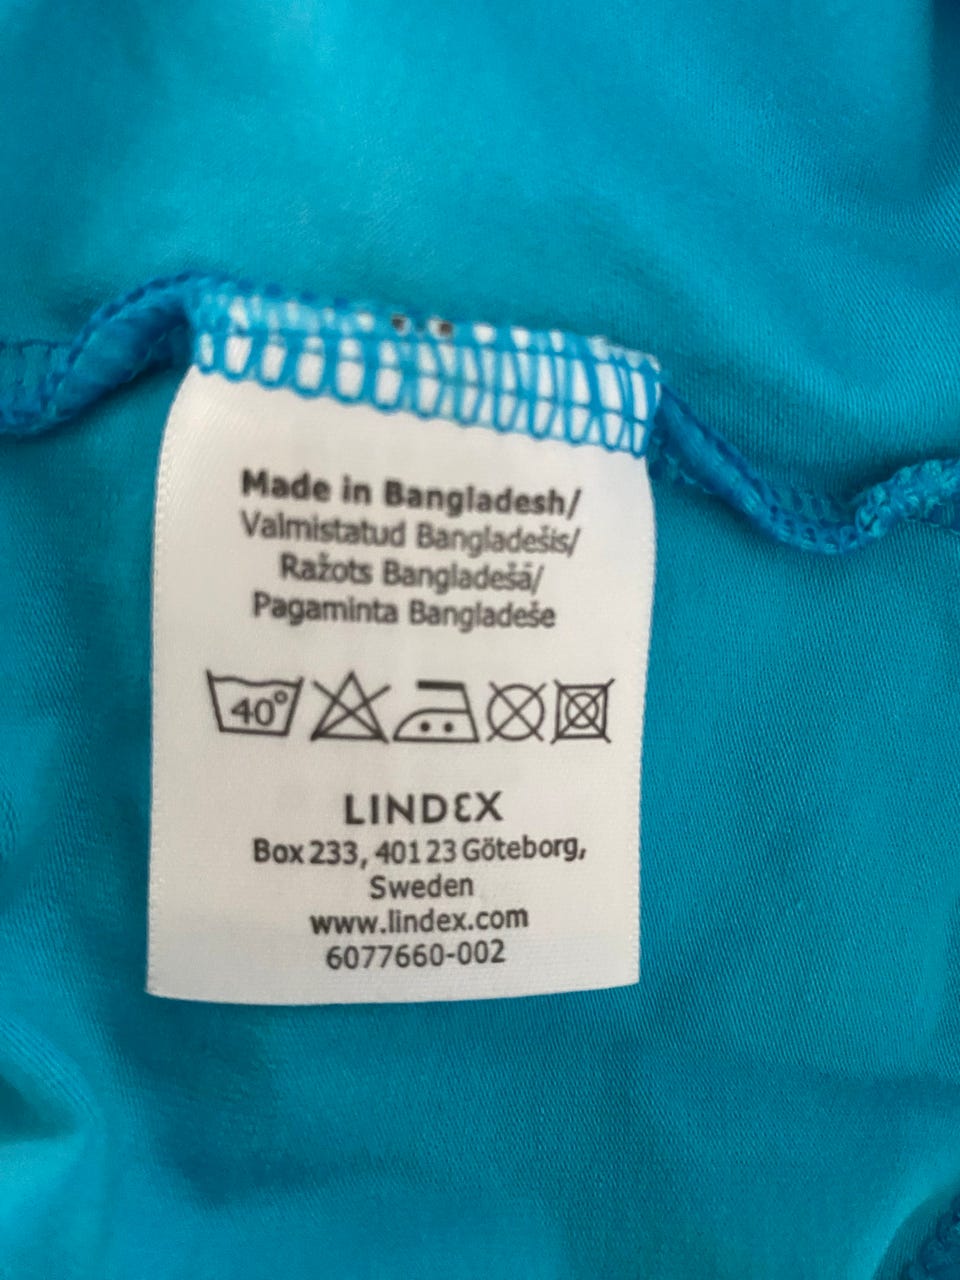 Made in Bangladesh/
Valmistatud Bangladešis/
Ražots Bangladešā/
Pagaminta Bangladeše
40°
LINDEX
Box 233, 401 23 Göteborg,
Sweden
www.lindex.com
6077660-002